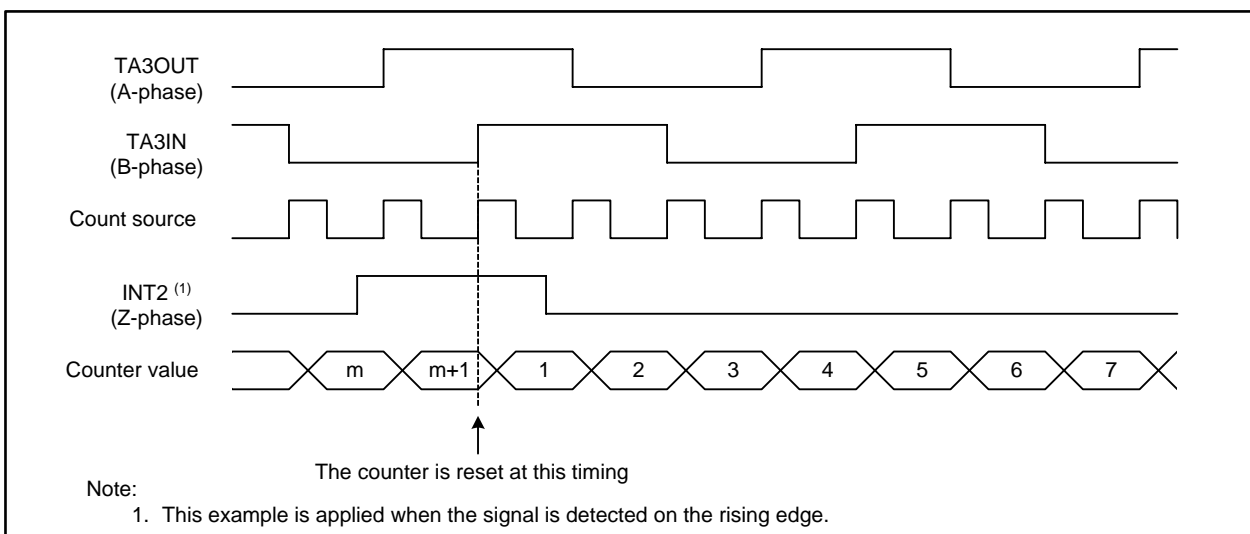 TA3OUT
(A-phase)
TA3IN
(B-phase)
Count source
INT2 (1)
(Z-phase)
Counter value
m m+1 1 2 3 4 5 6 7
The counter is reset at this timing
Note:
1. This example is applied when the signal is detected on the rising edge.